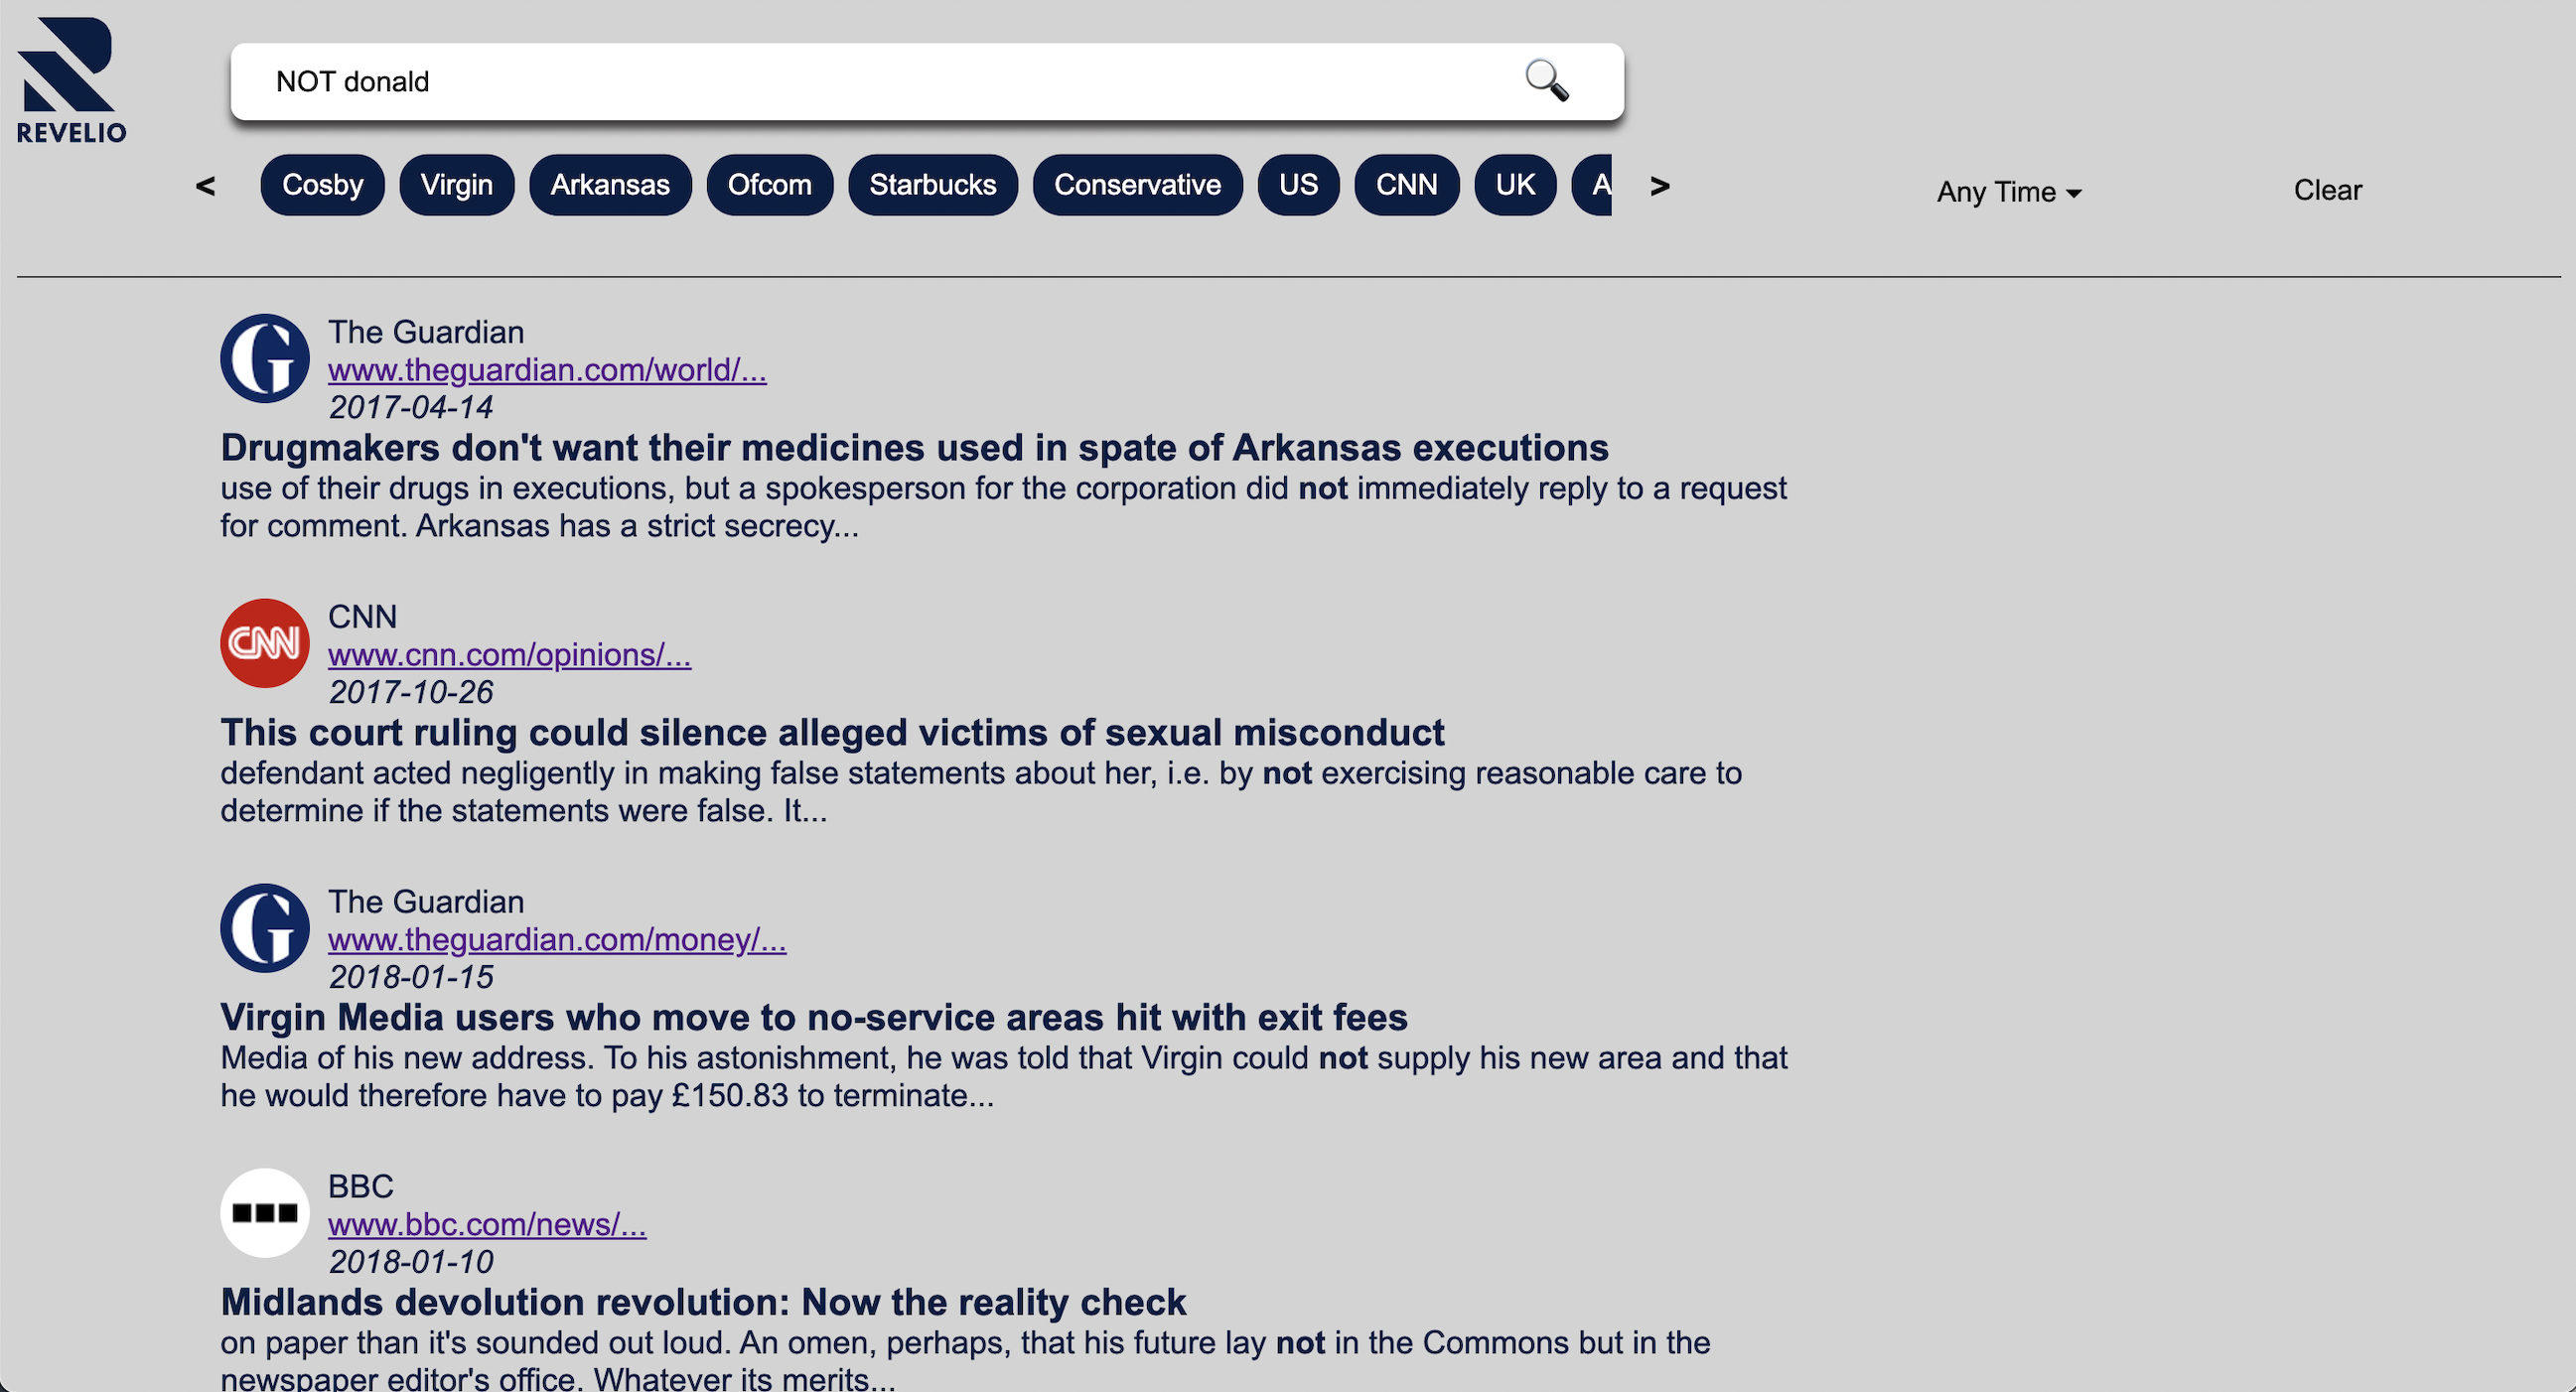 REVELIO
NOT donald
< Cosby Virgin Arkansas Ofcom Starbucks Conservative US CNN UK A >
Any Time
Clear
The Guardian
www.theguardian.com/world/...
2017-04-14
Drugmakers don't want their medicines used in spate of Arkansas executions
use of their drugs in executions, but a spokesperson for the corporation did not immediately reply to a request
for comment. Arkansas has a strict secrecy...
CNN
CNN
www.cnn.com/opinions/...
2017-10-26
This court ruling could silence alleged victims of sexual misconduct
defendant acted negligently in making false statements about her, i.e. by not exercising reasonable care to
determine if the statements were false. It...
G
The Guardian
www.theguardian.com/money/...
2018-01-15
Virgin Media users who move to no-service areas hit with exit fees
Media of his new address. To his astonishment, he was told that Virgin could not supply his new area and that
he would therefore have to pay £150.83 to terminate...
BBC
www.bbc.com/news/...
2018-01-10
Midlands devolution revolution: Now the reality check
on paper than it's sounded out loud. An omen, perhaps, that his future lay not in the Commons but in the
newspaper editor's office. Whatever its merits...